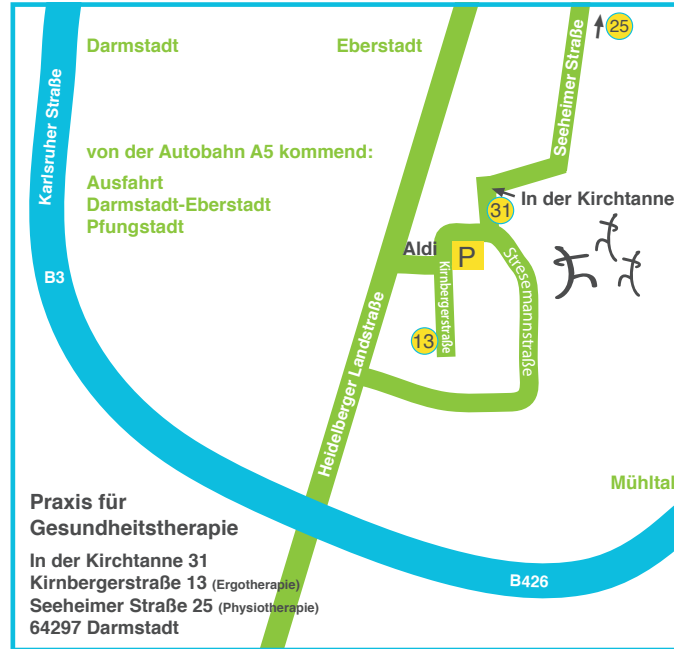 Darmstadt
Eberstadt
25
Seeheimer Straße
Karlsruher Straße
von der Autobahn A5 kommend:
Ausfahrt
Darmstadt-Eberstadt
Pfungstadt
In der Kirchtanne
31
Aldi
P
Kirnbergerstraße
Stresemannstraße
B3
13
Heidelberger Landstraße
Mühltal
Praxis für
Gesundheitstherapie
In der Kirchtanne 31
Kirnbergerstraße 13 (Ergotherapie)
Seeheimer Straße 25 (Physiotherapie)
64297 Darmstadt
B426